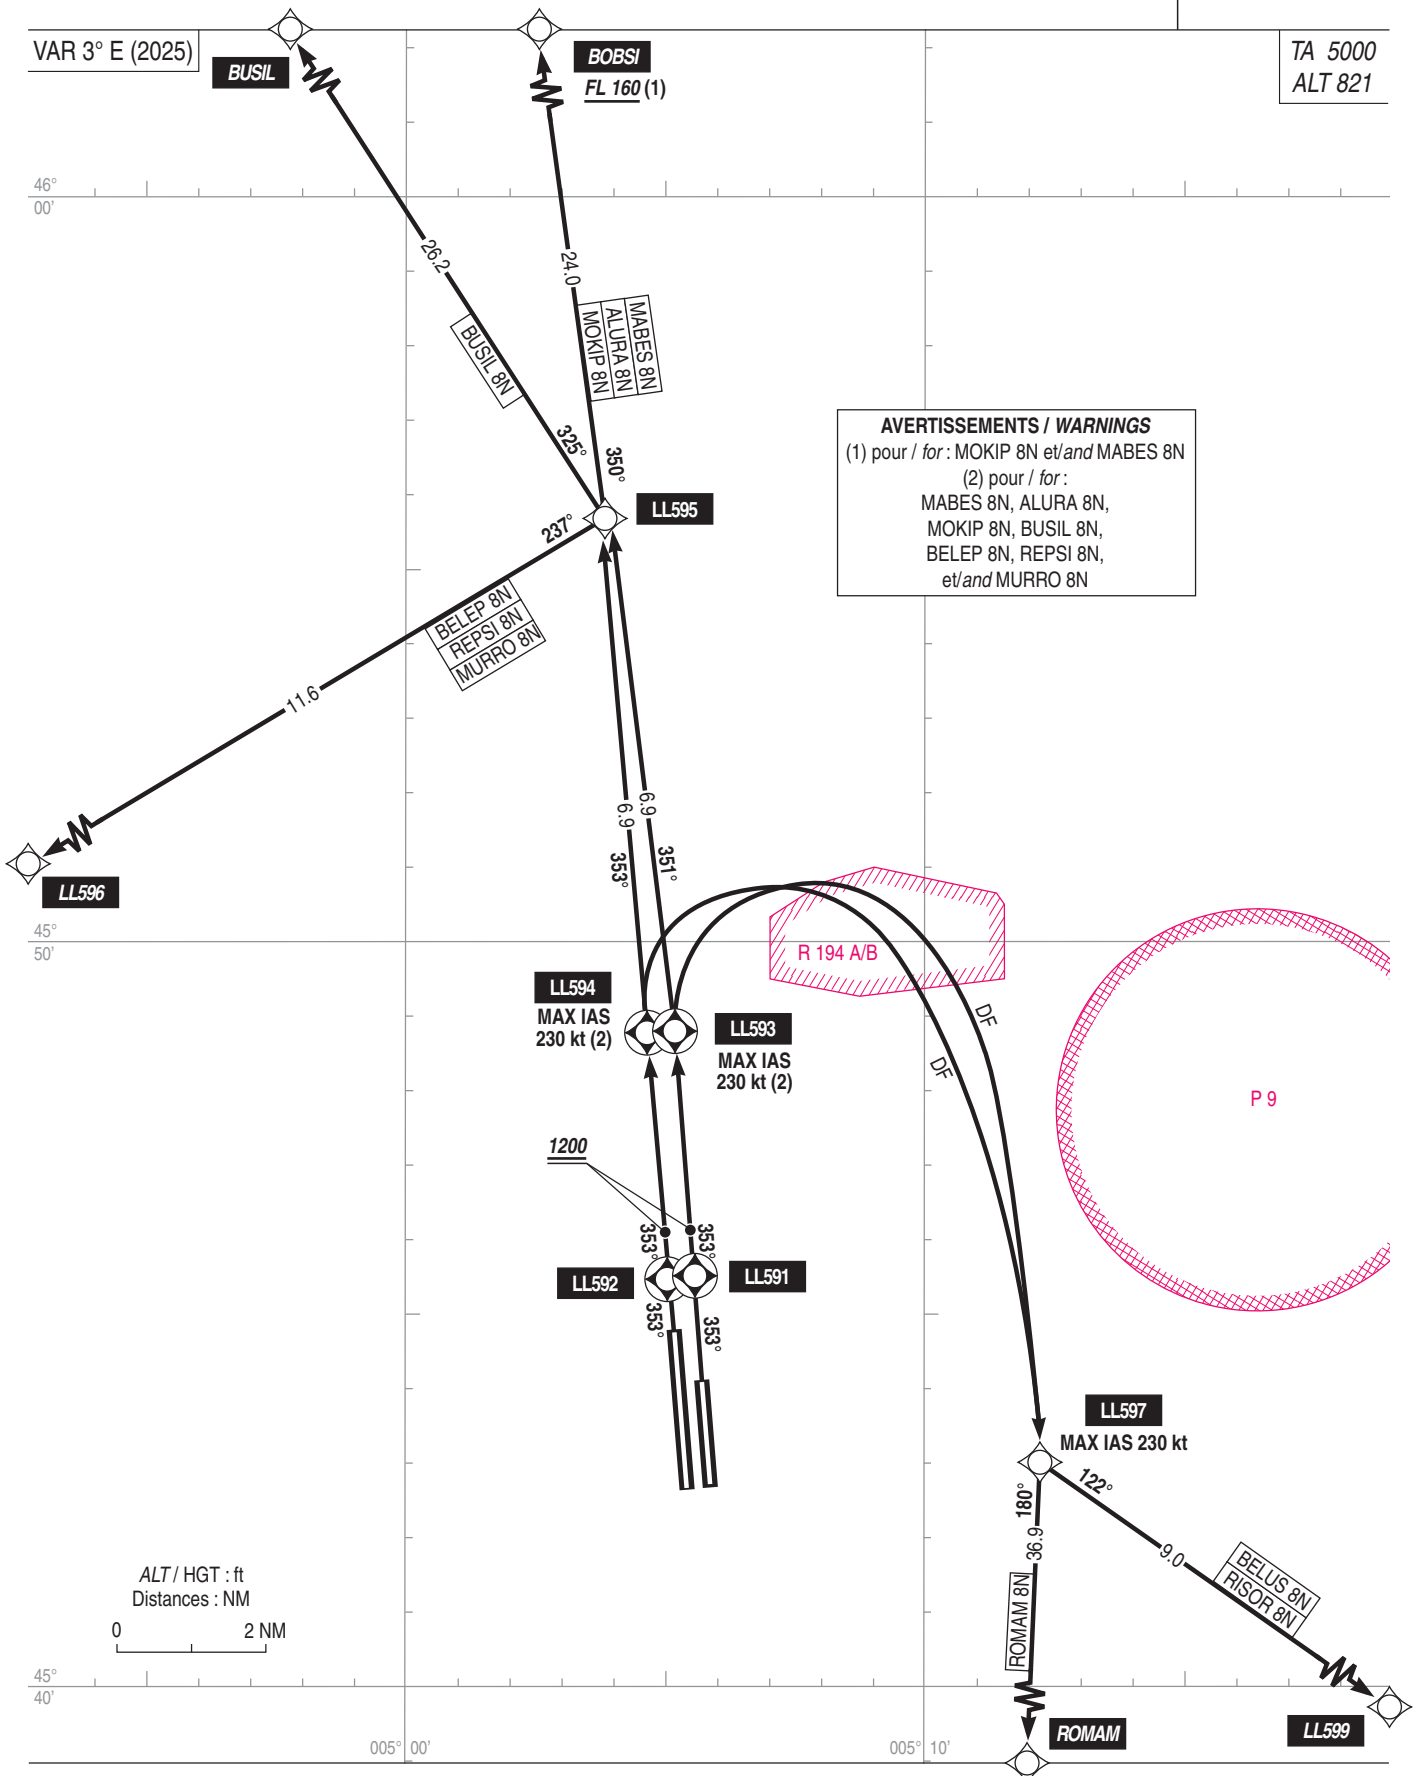 VAR 3° E (2025)
BUSIL
BOBSI
FL 160 (1)
TA 5000
ALT 821
46°
00'
26.2
24.0
BUSIL 8N
MABES 8N
ALURA 8N
MOKIP 8N
325°
350°
AVERTISSEMENTS / WARNINGS
(1) pour / for : MOKIP 8N et/and MABES 8N
(2) pour / for :
MABES 8N, ALURA 8N,
MOKIP 8N, BUSIL 8N,
BELEP 8N, REPSI 8N,
et/and MURRO 8N
LL595
237°
BELEP 8N
REPSI 8N
MURRO 8N
11.6
6.9
6.9
353°
351°
LL596
45°
50'
R 194 A/B
LL594
MAX IAS
230 kt (2)
LL593
MAX IAS
230 kt (2)
DF
DF
P 9
1200
353°
353°
LL592
LL591
353°
353°
LL597
MAX IAS 230 kt
180°
122°
36.9
9.0
ROMAM 8N
BELUS 8N
RISOR 8N
ALT / HGT : ft
Distances : NM
0
2 NM
45°
40'
005° 00'
005° 10'
ROMAM
LL599